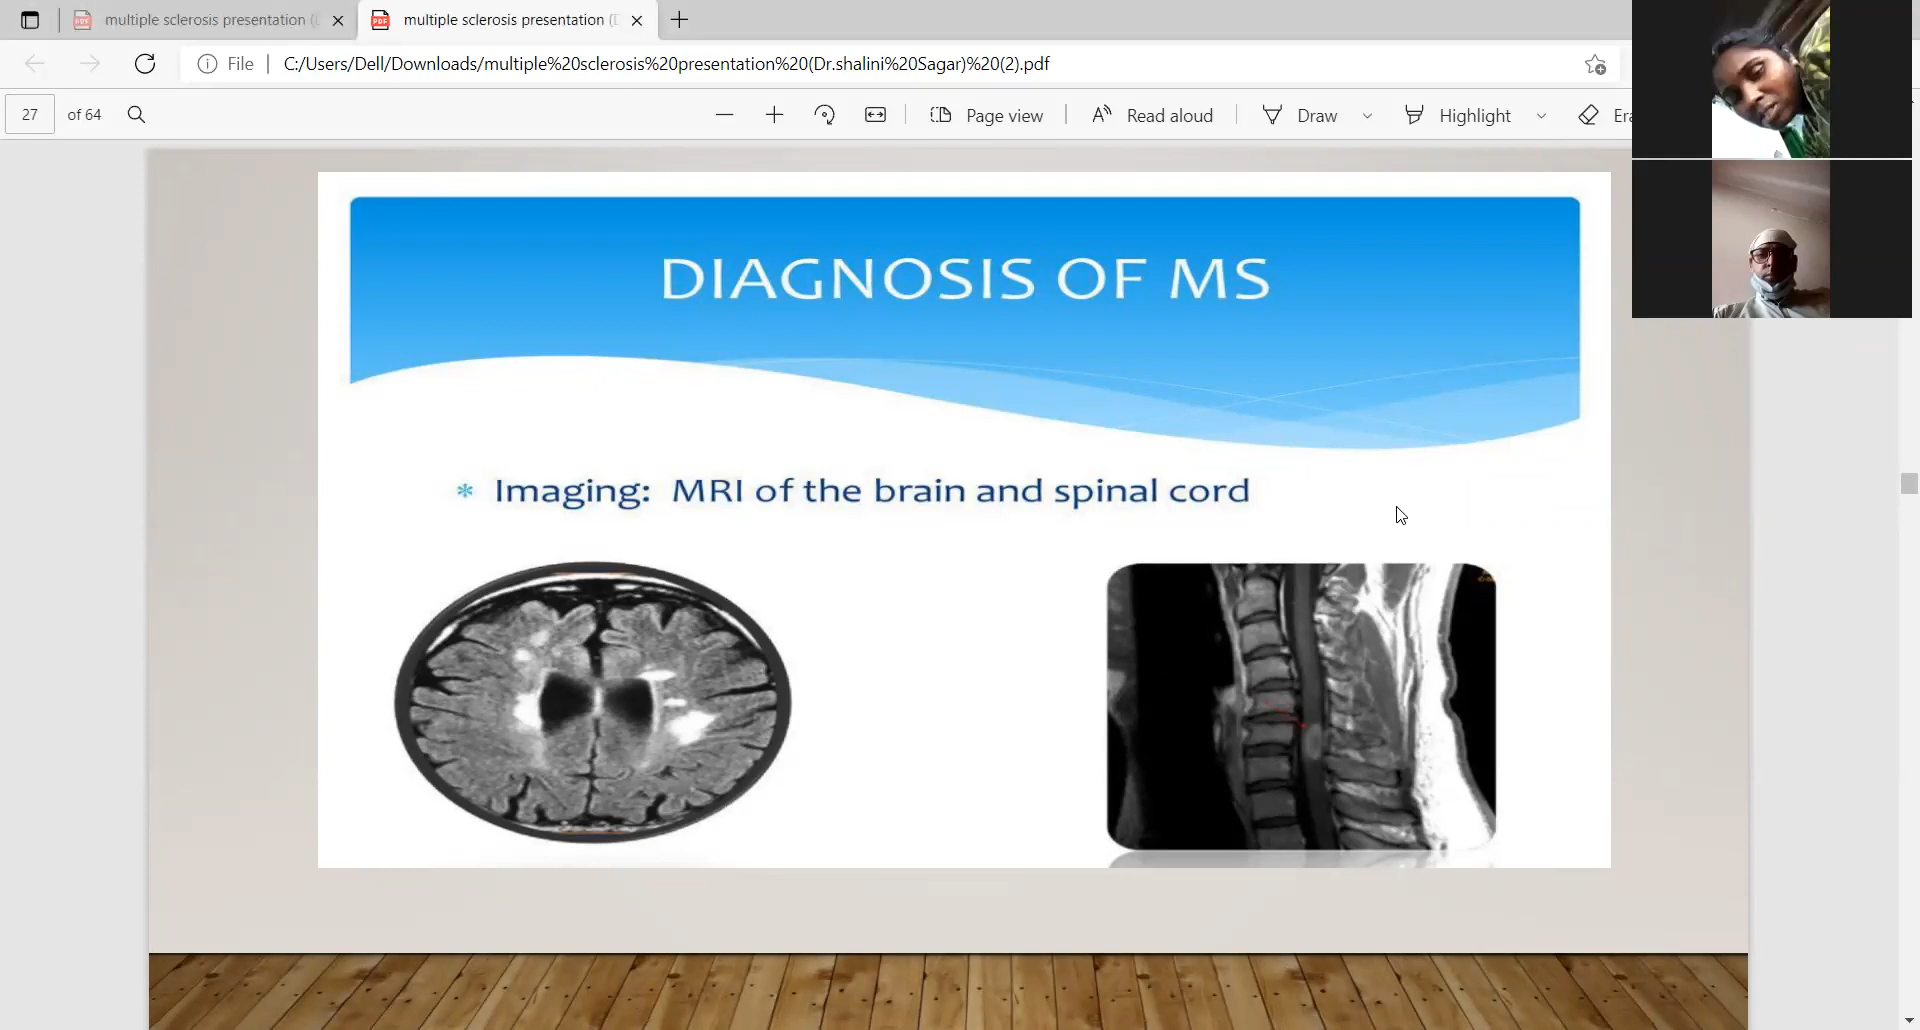 multiple sclerosis presentation (
multiple sclerosis presentation (
File
C:/Users/Dell/Downloads/multiple%20sclerosis%20presentation%20(Dr.shalini%20Sagar)%20(2).pdf
27 of 64
Page view
Read aloud
Draw
Highlight
Era
DIAGNOSIS OF MS
* Imaging: MRI of the brain and spinal cord